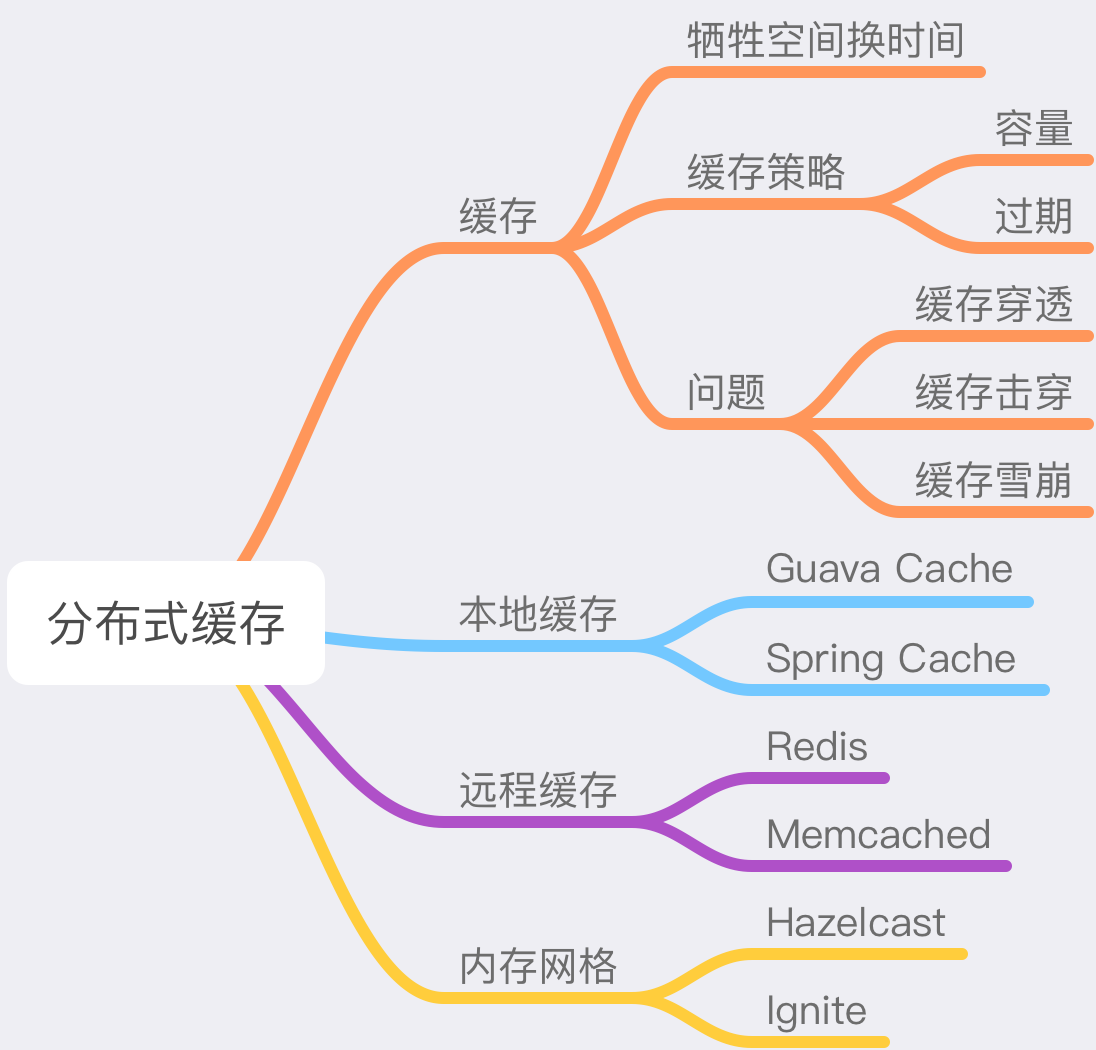 分布式缓存
缓存
牺牲空间换时间
缓存策略
容量
过期
问题
缓存穿透
缓存击穿
缓存雪崩
本地缓存
Guava Cache
Spring Cache
远程缓存
Redis
Memcached
内存网格
Hazelcast
Ignite